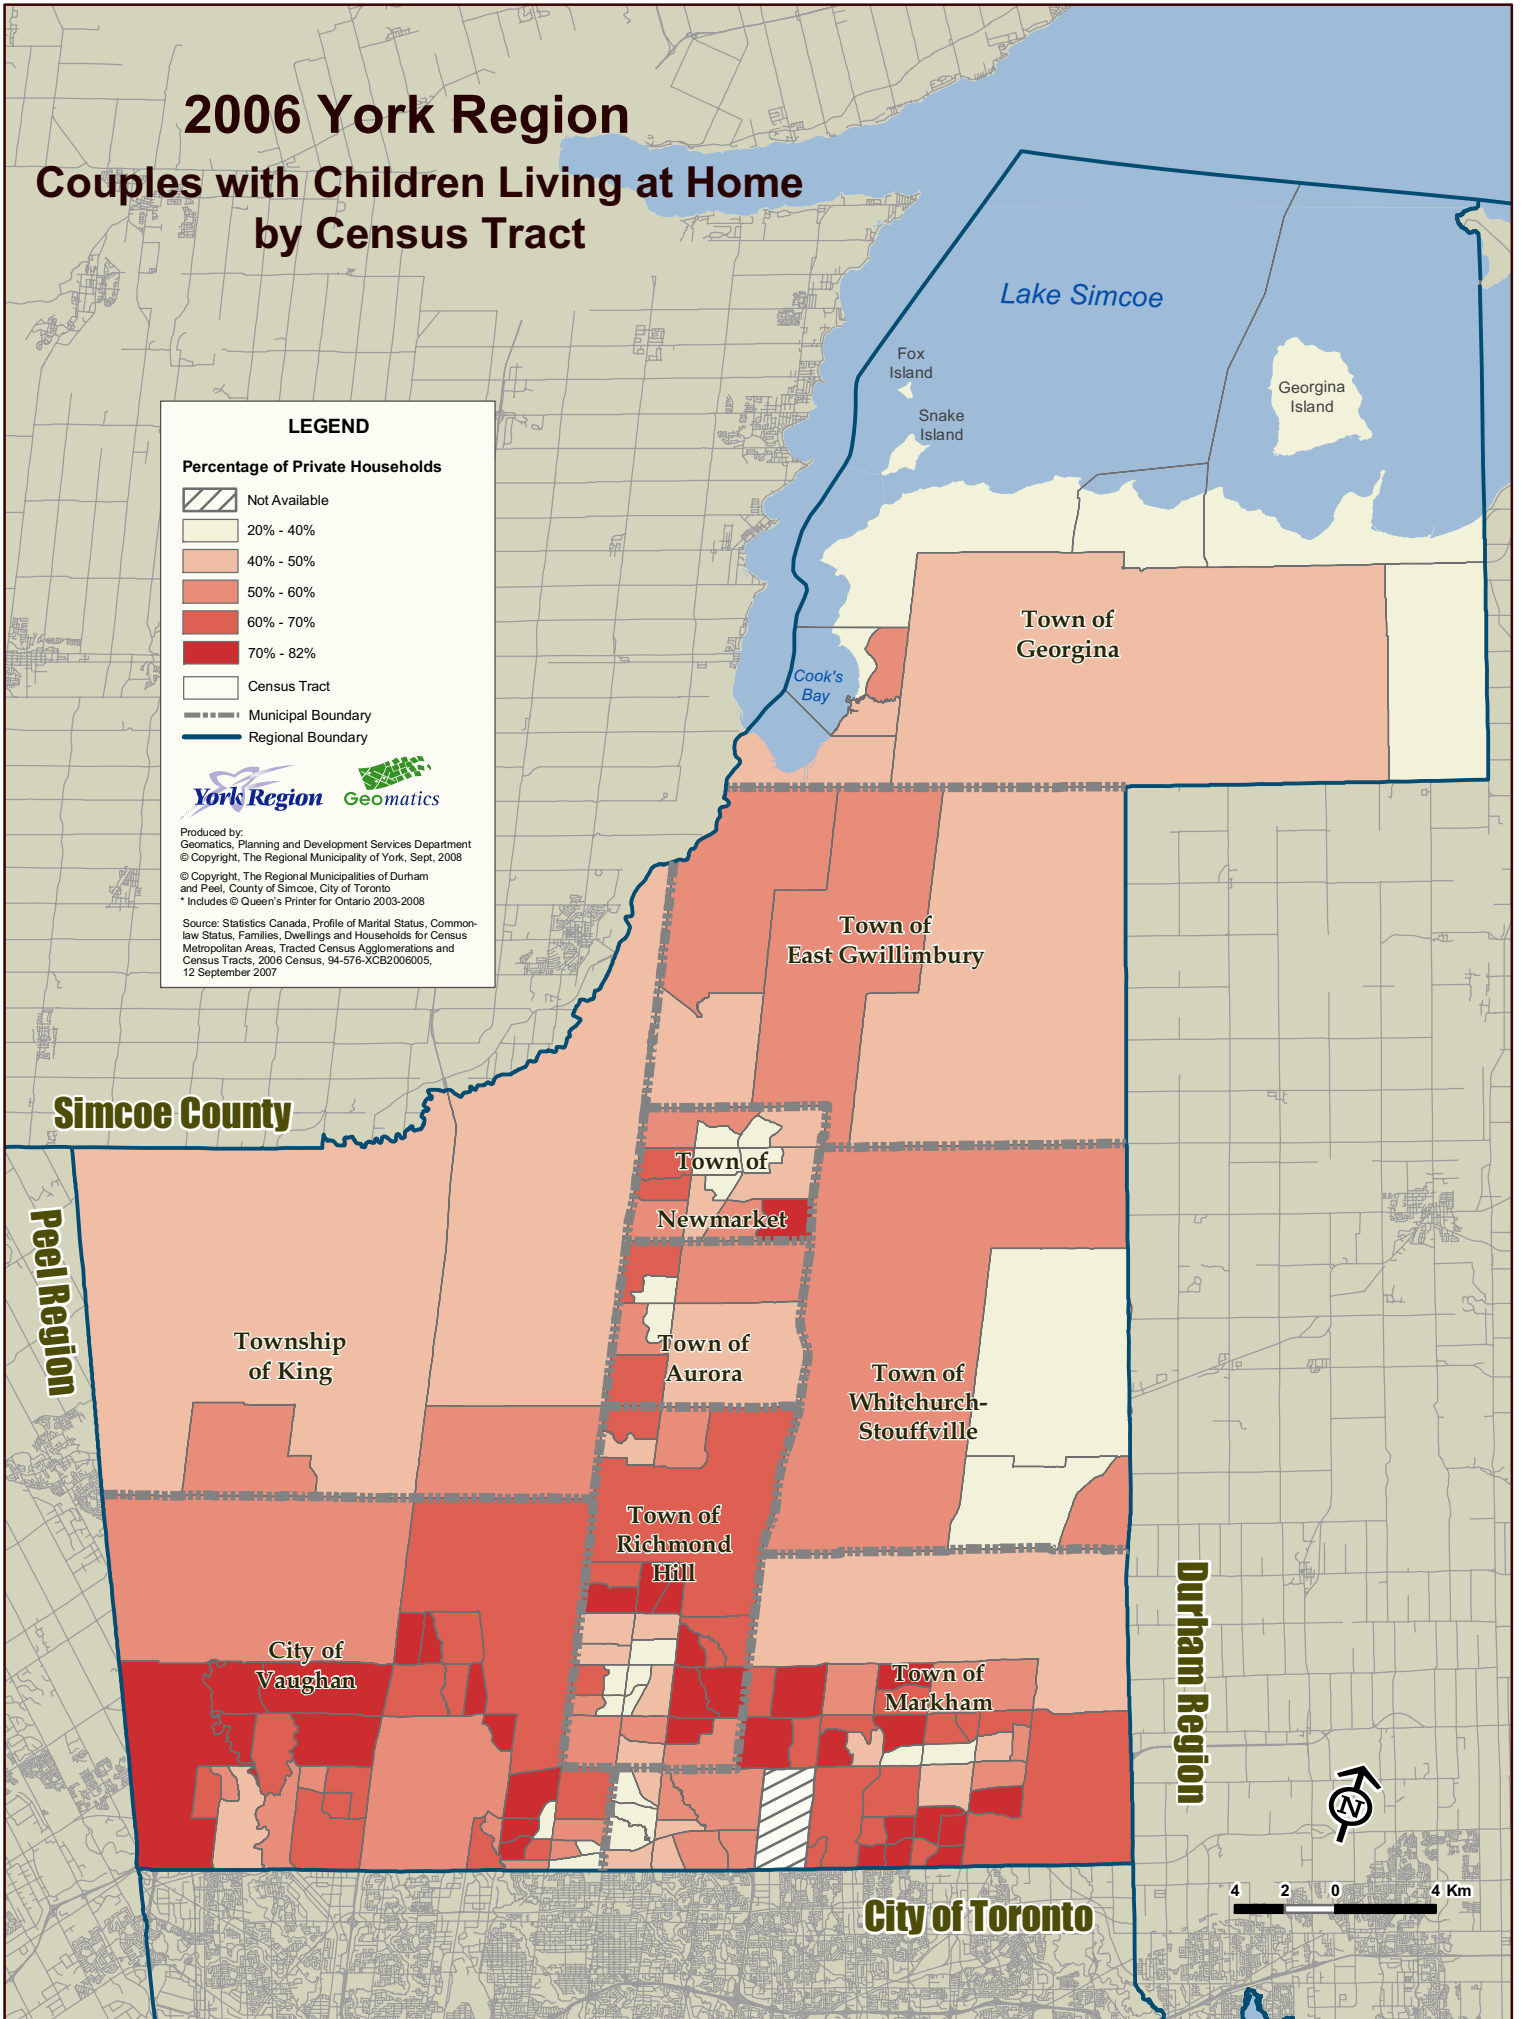 2006 York Region
Couples with Children Living at Home
by Census Tract
Lake Simcoe
Fox
Island
Snake
Island
Georgina
Island
Cook's
Bay
LEGEND
Percentage of Private Households
Not Available
20% - 40%
40% - 50%
50% - 60%
60% - 70%
70% - 82%
Census Tract
Municipal Boundary
Regional Boundary
York Region
Geomatics
Produced by:
Geomatics, Planning and Development Services Department
© Copyright, The Regional Municipality of York, Sept, 2008
© Copyright, The Regional Municipalities of Durham
and Peel, County of Simcoe, City of Toronto
* Includes © Queen's Printer for Ontario 2003-2008
Source: Statistics Canada, Profile of Marital Status, Common-
law Status, Families, Dwellings and Households for Census
Metropolitan Areas, Tracted Census Agglomerations and
Census Tracts, 2006 Census, 94-576-XCB2006005,
12 September 2007
Town of
Georgina
Town of
East Gwillimbury
Simcoe County
Town of
Newmarket
Peel Region
Township
of King
Town of
Aurora
Town of
Whitchurch-
Stouffville
Town of
Richmond
Hill
City of
Vaughan
Town of
Markham
Durham Region
N
4 2 0 4 Km
City of Toronto